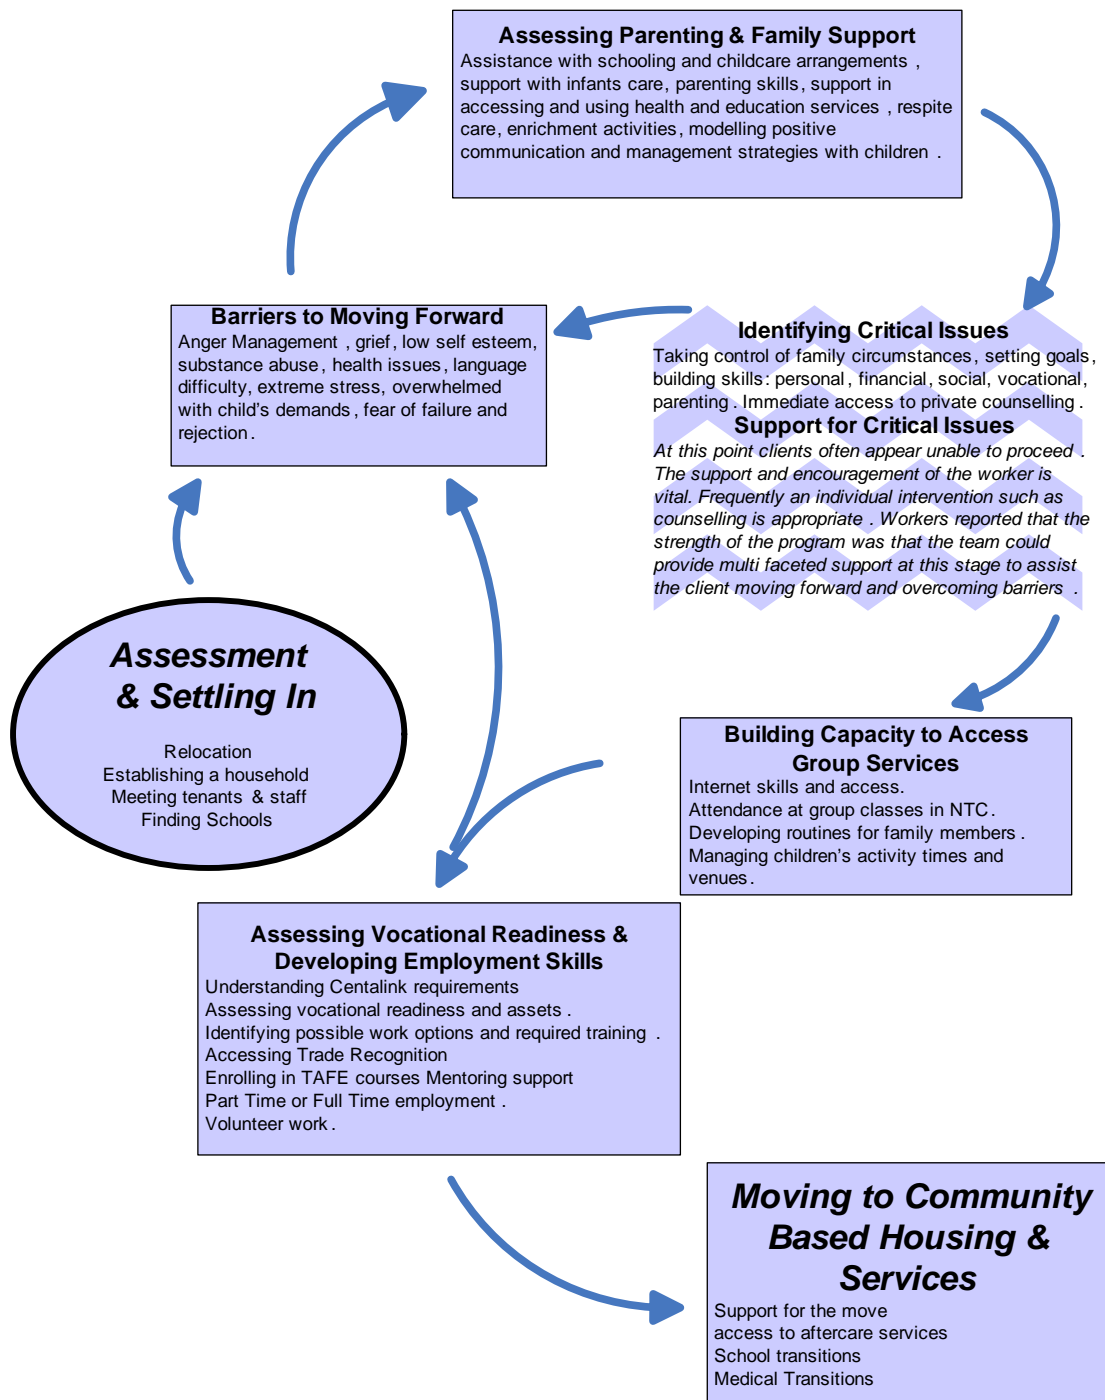 Assessing Parenting & Family Support
Assistance with schooling and childcare arrangements ,
support with infants care, parenting skills, support in
accessing and using health and education services , respite
care, enrichment activities, modelling positive
communication and management strategies with children .
Barriers to Moving Forward
Anger Management , grief, low self esteem,
substance abuse, health issues, language
difficulty, extreme stress, overwhelmed
with child's demands, fear of failure and
rejection.
Identifying Critical Issues
Taking control of family circumstances, setting goals,
building skills: personal, financial, social, vocational,
parenting. Immediate access to private counselling.
Support for Critical Issues
At this point clients often appear unable to proceed .
The support and encouragement of the worker is
vital. Frequently an individual intervention such as
counselling is appropriate . Workers reported that the
strength of the program was that the team could
provide multi faceted support at this stage to assist
the client moving forward and overcoming barriers .
Assessment
& Settling In
Relocation
Establishing a household
Meeting tenants & staff
Finding Schools
Building Capacity to Access
Group Services
Internet skills and access.
Attendance at group classes in NTC.
Developing routines for family members .
Managing children's activity times and
venues.
Assessing Vocational Readiness &
Developing Employment Skills
Understanding Centalink requirements
Assessing vocational readiness and assets .
Identifying possible work options and required training .
Accessing Trade Recognition
Enrolling in TAFE courses Mentoring support
Part Time or Full Time employment .
Volunteer work.
Moving to Community
Based Housing &
Services
Support for the move
access to aftercare services
School transitions
Medical Transitions